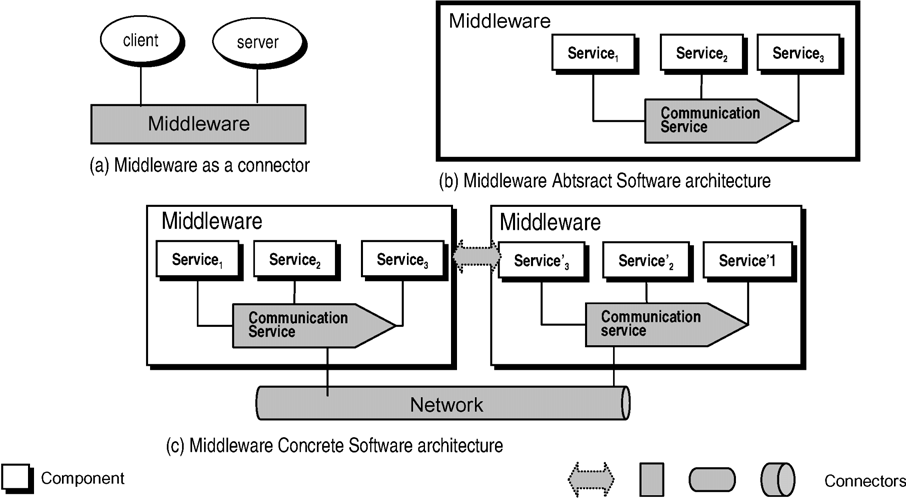 client
server
Middleware
(a) Middleware as a connector
Middleware
Service1
Service2
Service3
Communication
Service
(b) Middleware Abtsract Software architecture
Middleware
Service1
Service2
Service3
Communication
Service
Middleware
Service'3
Service'2
Service'1
Communication
service
Network
(c) Middleware Concrete Software architecture
Component
Connectors